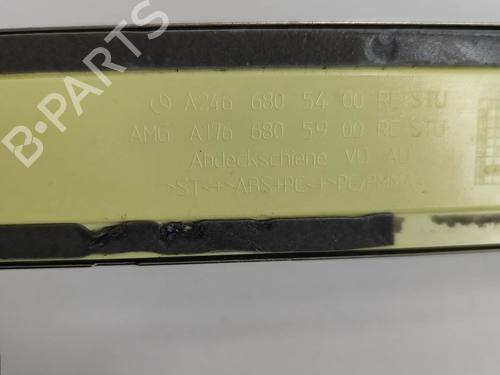 A246 680 54 00 RE STU
AMG A176 680 59 00 RE STU
Abdeckschiene VO AU
>ST<+>ABS+PC<+>PC/PMMA<
B-PARTS